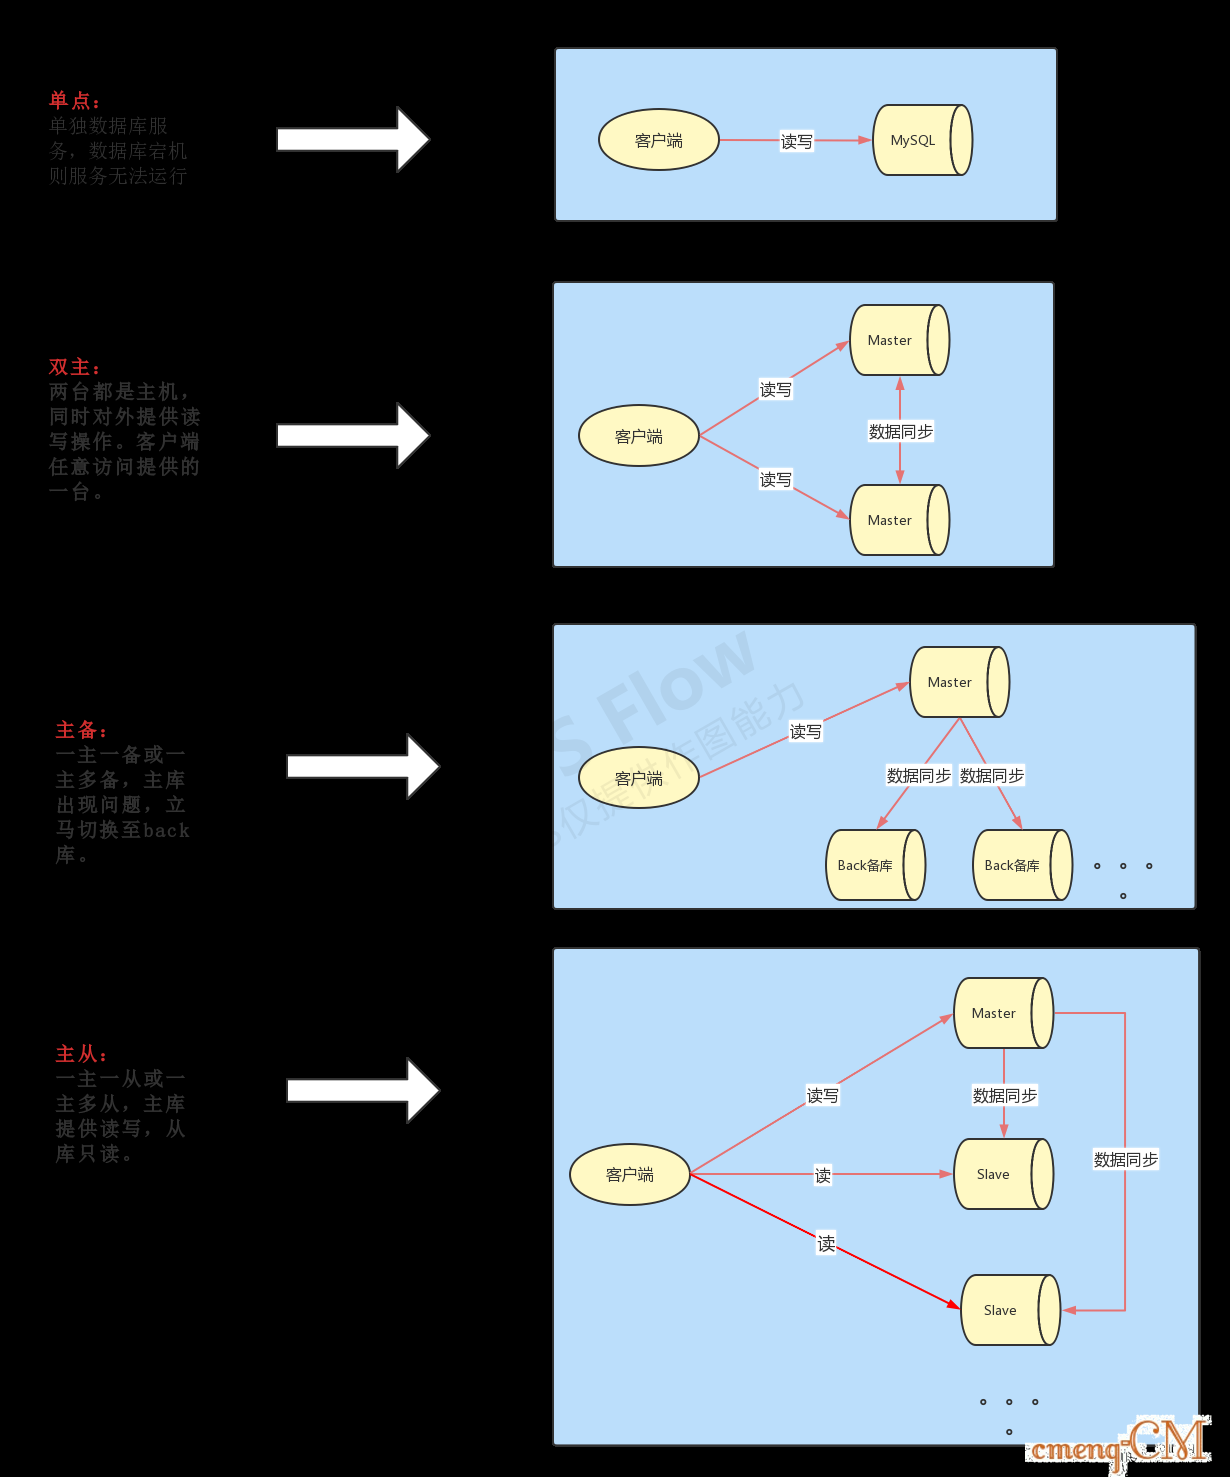 单点：
单独数据库服
务，数据库宕机
则服务无法运行
客户端
读写
MySQL
双主：
两台都是主机，
同时对外提供读
写操作。客户端
任意访问提供的
一台。
Master
读写
客户端
数据同步
读写
Master
主备：
一主一备或一
主多备，主库
出现问题，立
马切换至back
库。
S Flow
仅提供作图能力
Master
读写
客户端
数据同步
数据同步
Back备库
Back备库
。。。
。
主从：
一主一从或一
主多从，主库
提供读写，从
库只读。
Master
读写
数据同步
客户端
读
Slave
数据同步
读
Slave
。。。
。
cmeng-CM